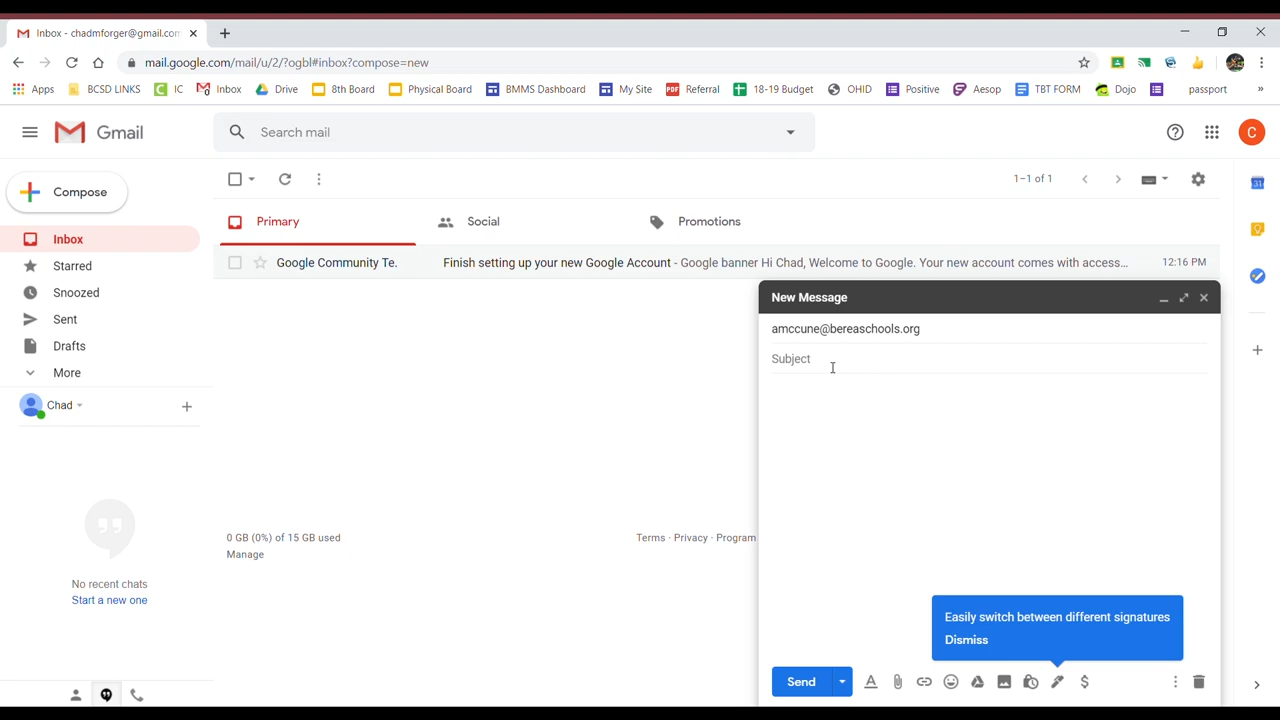 Inbox - chadmforger@gmail.com
mail.google.com/mail/u/2/?ogbl#inbox?compose=new
Apps BCSD LINKS IC Inbox Drive 8th Board Physical Board BMMS Dashboard My Site Referral 18-19 Budget OHID Positive Aesop TBT FORM Dojo passport »
Gmail Search mail C
Compose 1–1 of 1
Primary Social Promotions
Inbox
Google Community Te. Finish setting up your new Google Account - Google banner Hi Chad, Welcome to Google. Your new account comes with access... 12:16 PM
Starred
Snoozed
Sent
Drafts
More
Chad
No recent chats
Start a new one
0 GB (0%) of 15 GB used
Manage
Terms · Privacy · Program
New Message
amccune@bereaschools.org
Subject
Easily switch between different signatures
Dismiss
Send